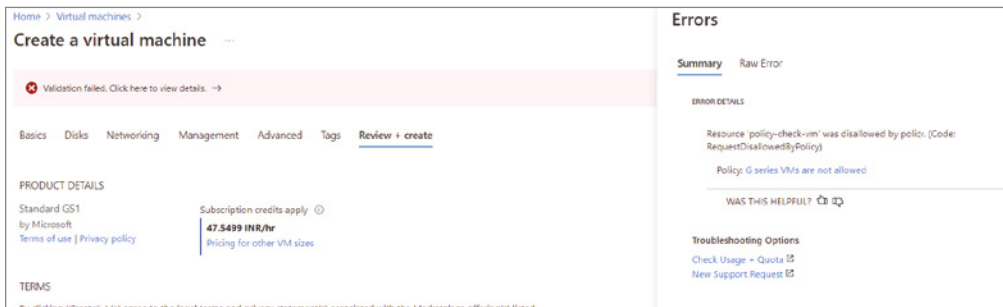 Home > Virtual machines >
Create a virtual machine ...
Validation failed. Click here to view details. →
Basics Disks Networking Management Advanced Tags Review + create
PRODUCT DETAILS
Standard GS1
by Microsoft
Terms of use | Privacy policy
Subscription credits apply
47.5499 INR/hr
Pricing for other VM sizes
TERMS
Errors
Summary Raw Error
ERROR DETAILS
Resource 'policy-check-vm' was disallowed by policy. (Code:
RequestDisallowedByPolicy)
Policy: G series VMs are not allowed
WAS THIS HELPFUL?
Troubleshooting Options
Check Usage + Quota
New Support Request